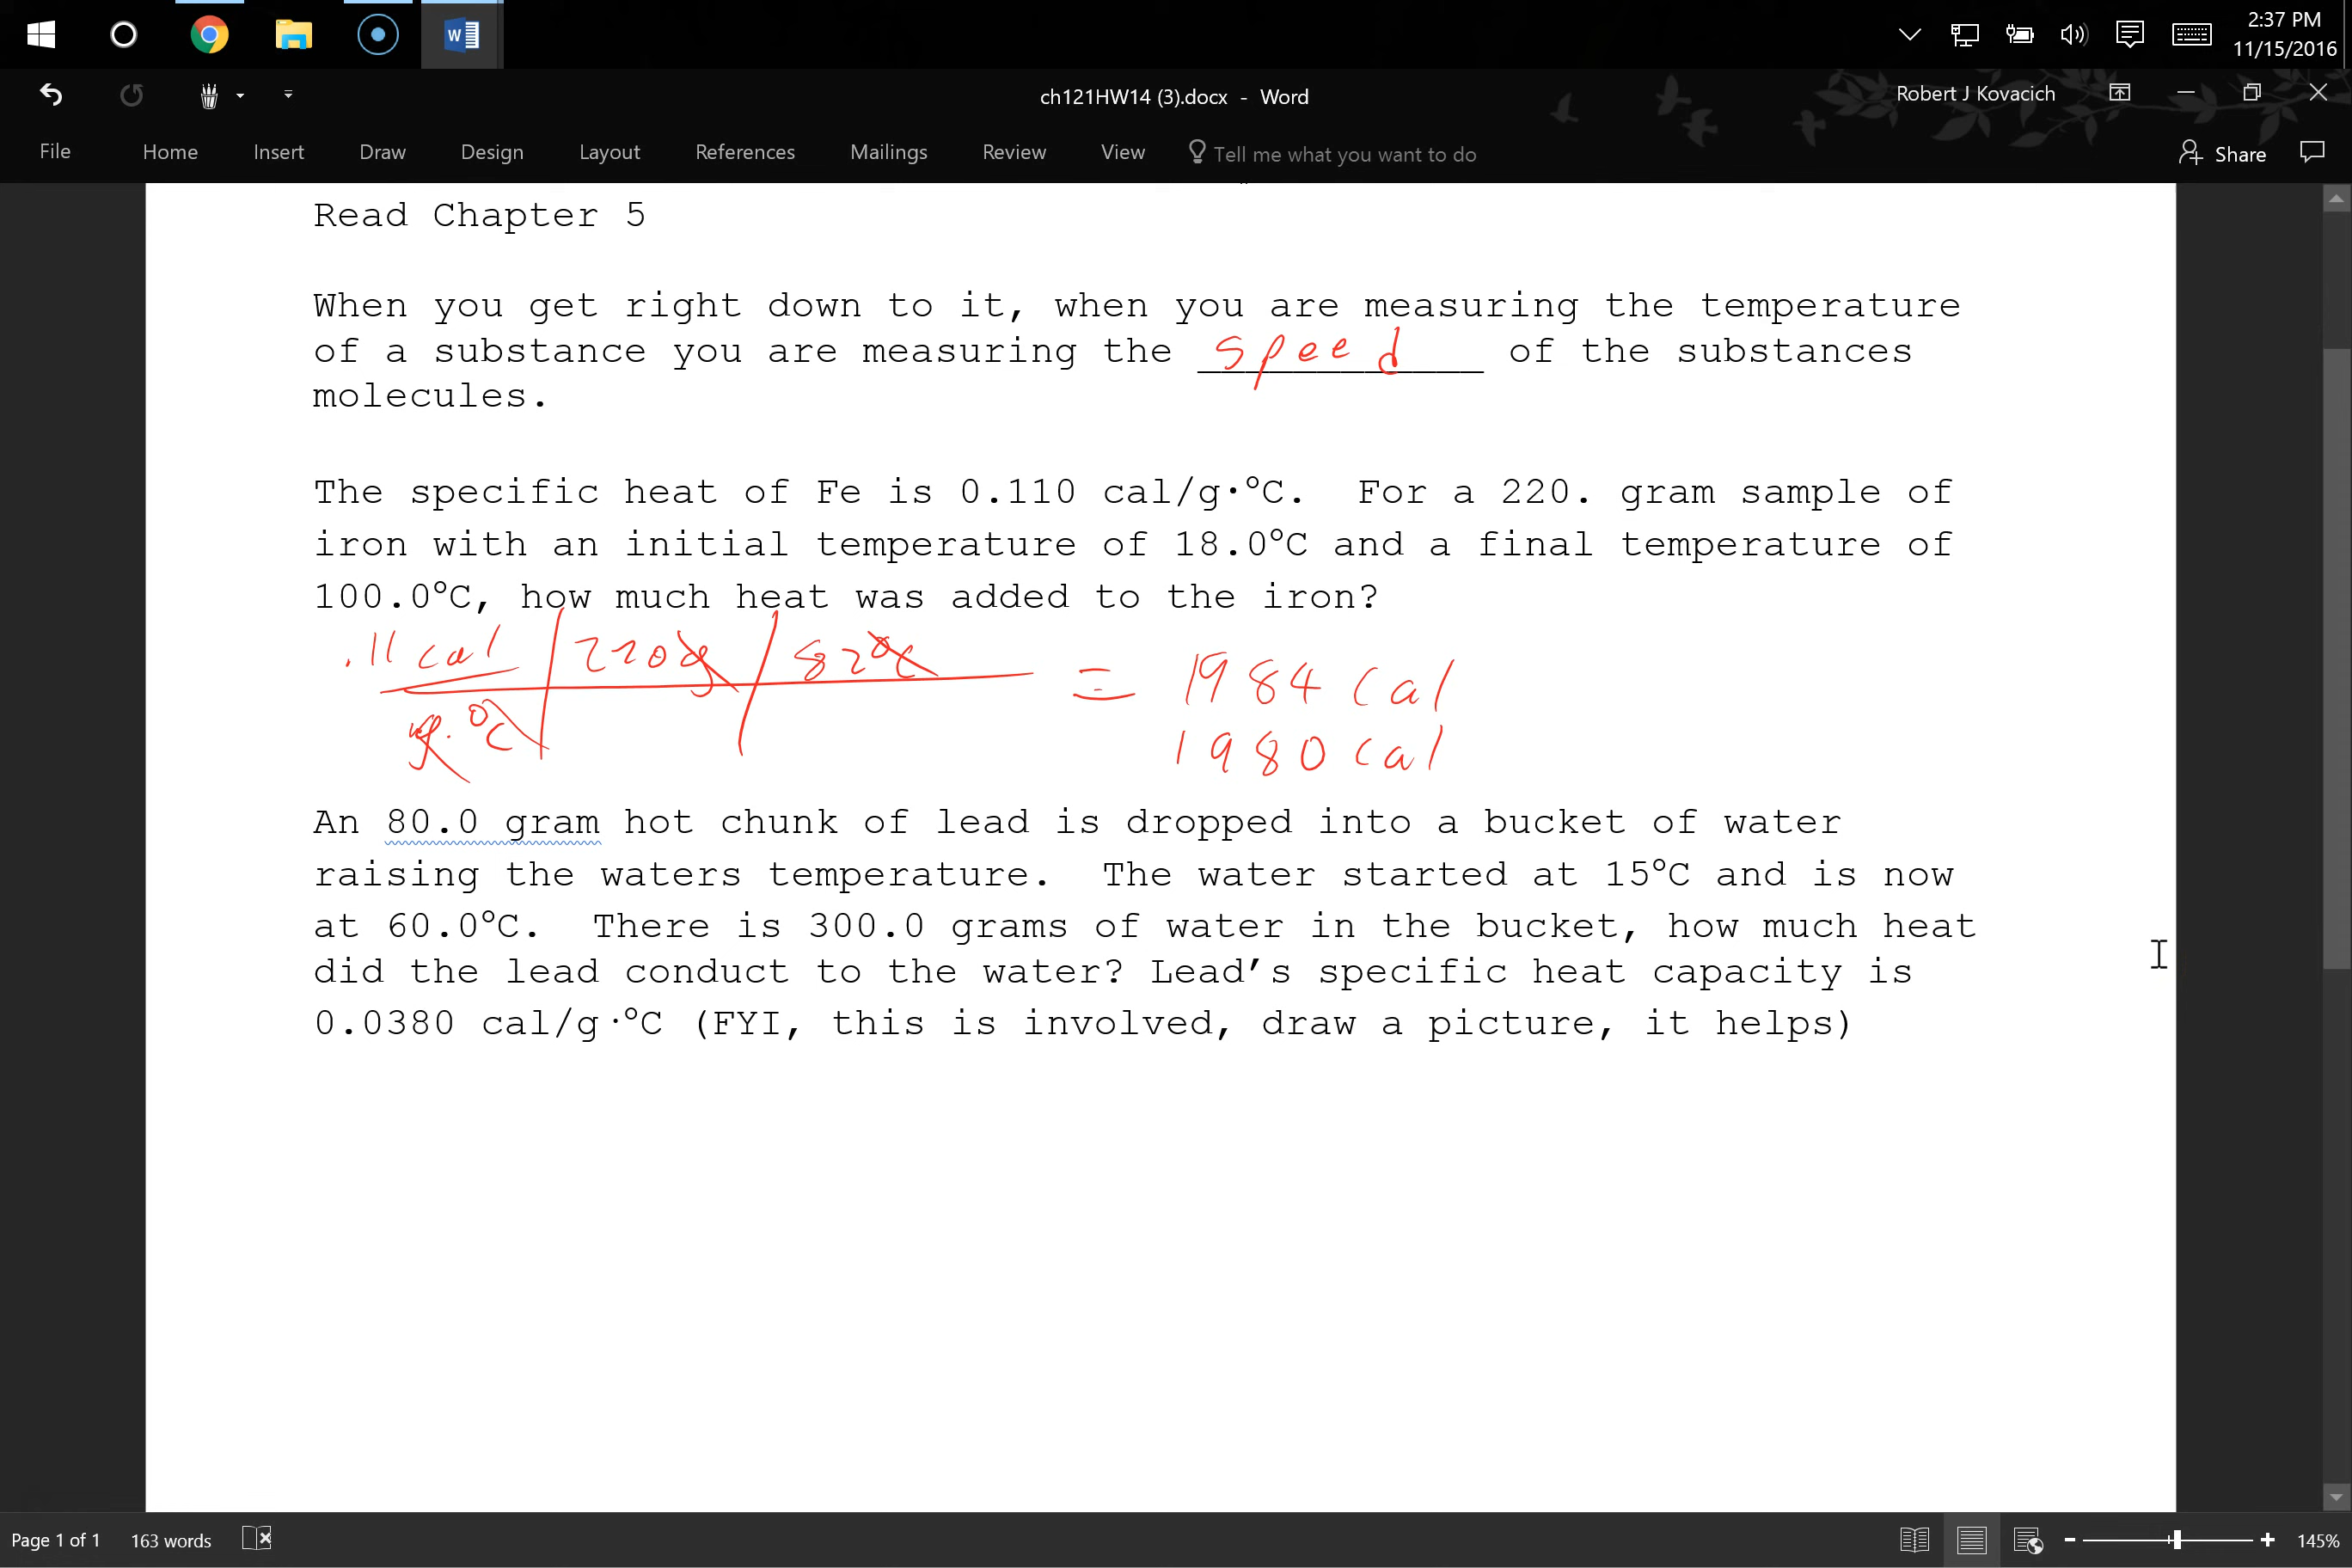 2:37 PM
11/15/2016
ch121HW14 (3).docx - Word
Robert J Kovacich
File Home Insert Draw Design Layout References Mailings Review View Tell me what you want to do Share
Read Chapter 5
When you get right down to it, when you are measuring the temperature
of a substance you are measuring the speed of the substances
molecules.
The specific heat of Fe is 0.110 cal/g·°C. For a 220. gram sample of
iron with an initial temperature of 18.0°C and a final temperature of
100.0°C, how much heat was added to the iron?
.11 cal 220g 82°C = 1984 cal
g·°C
1980 cal
An 80.0 gram hot chunk of lead is dropped into a bucket of water
raising the waters temperature. The water started at 15°C and is now
at 60.0°C. There is 300.0 grams of water in the bucket, how much heat
did the lead conduct to the water? Lead’s specific heat capacity is
0.0380 cal/g·°C (FYI, this is involved, draw a picture, it helps)
Page 1 of 1 163 words 145%